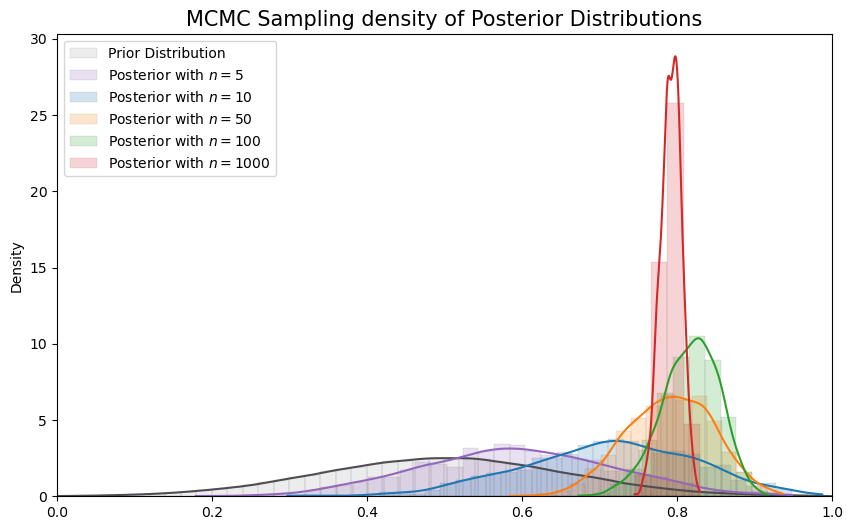 MCMC Sampling density of Posterior Distributions
30
25
20
15
10
5
0
Density
Prior Distribution
Posterior with n = 5
Posterior with n = 10
Posterior with n = 50
Posterior with n = 100
Posterior with n = 1000
0.0 0.2 0.4 0.6 0.8 1.0